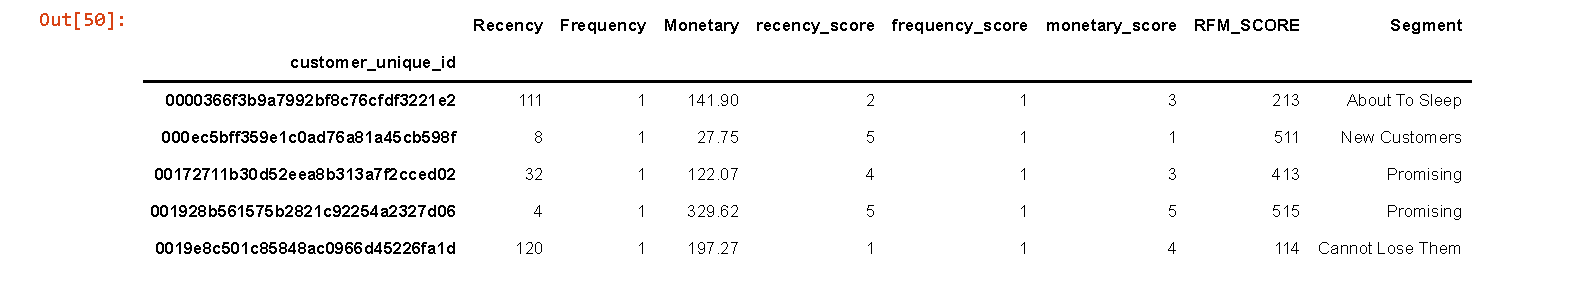 Out[50]:
Recency Frequency Monetary recency_score frequency_score monetary_score RFM_SCORE Segment
customer_unique_id
0000366f3b9a7992bf8c76cfdf3221e2 111 1 141.90 2 1 3 213 About To Sleep
000ec5bff359e1c0ad76a81a45cb598f 8 1 27.75 5 1 1 511 New Customers
00172711b30d52eea8b313a7f2cced02 32 1 122.07 4 1 3 413 Promising
001928b561575b2821c92254a2327d06 4 1 329.62 5 1 5 515 Promising
0019e8c501c85848ac0966d45226fa1d 120 1 197.27 1 1 4 114 Cannot Lose Them